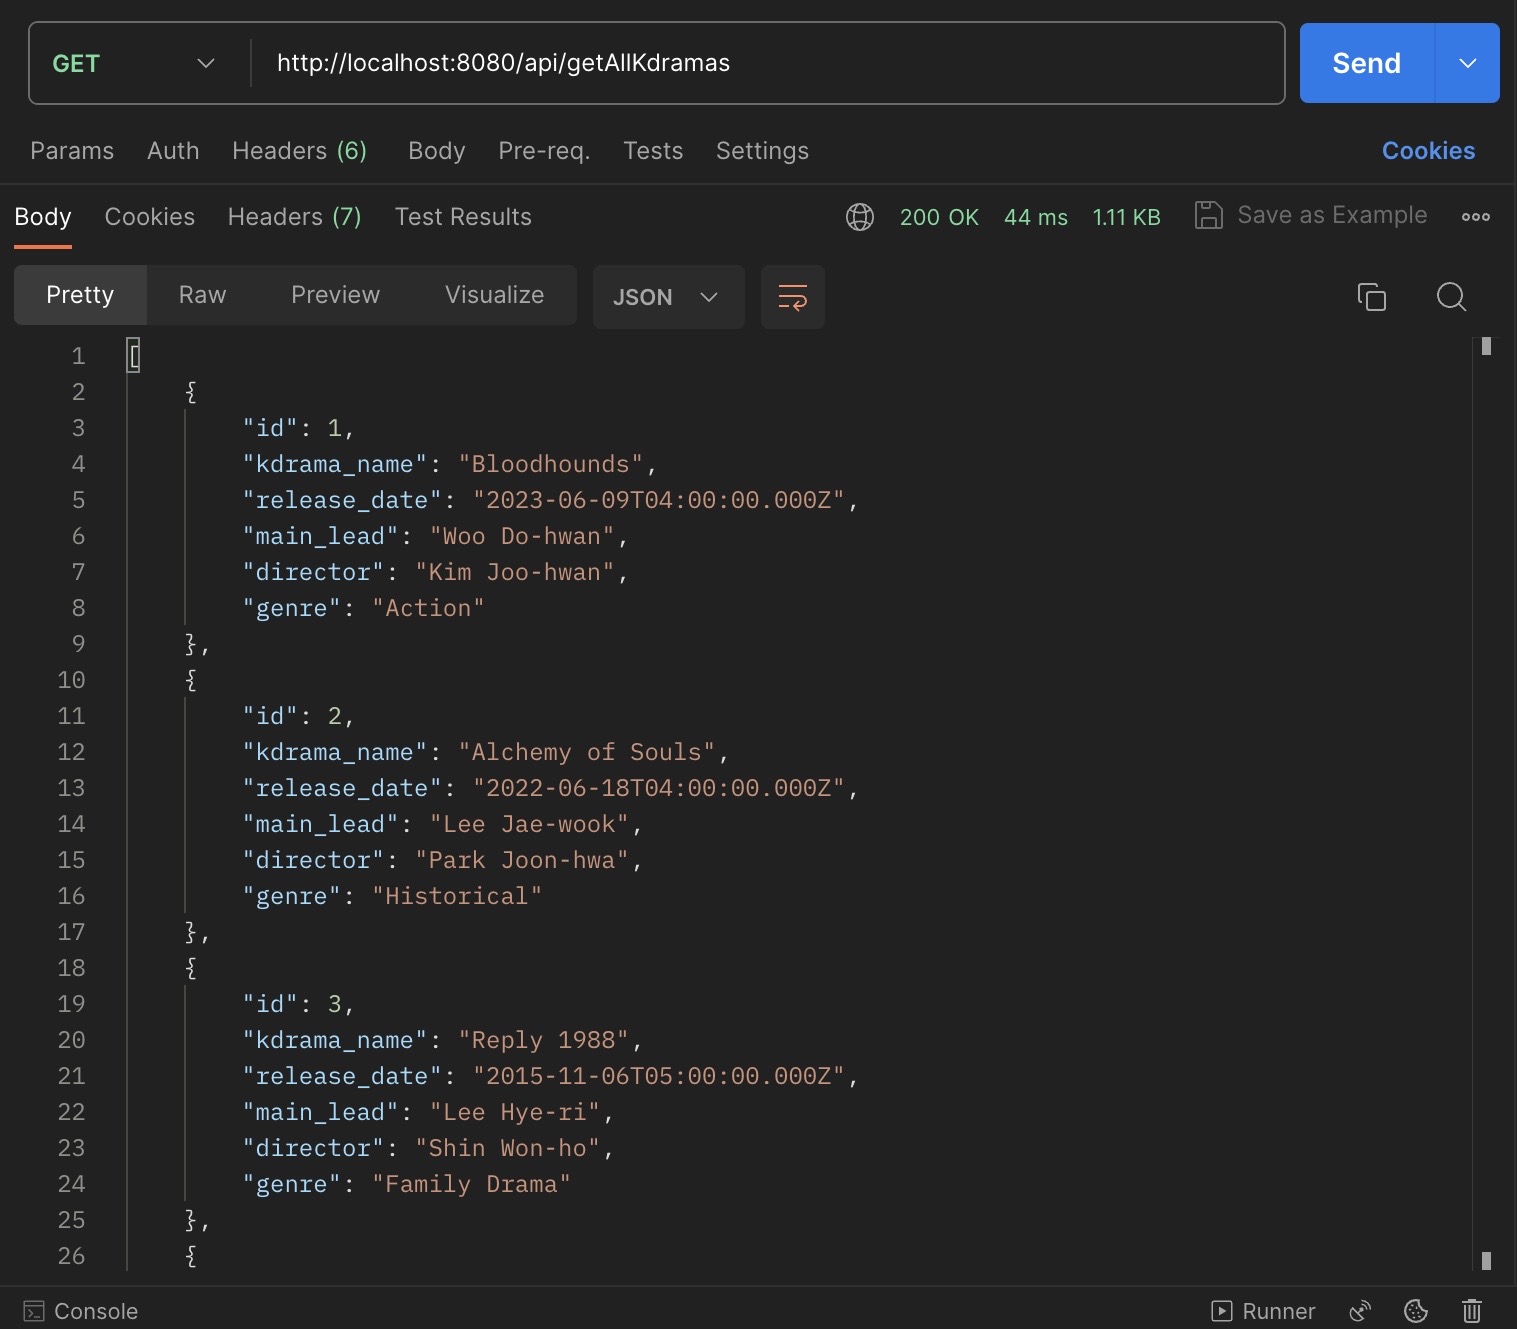 GET http://localhost:8080/api/getAllKdramas Send
Params Auth Headers (6) Body Pre-req. Tests Settings Cookies
Body Cookies Headers (7) Test Results 200 OK 44 ms 1.11 KB Save as Example
Pretty Raw Preview Visualize JSON
1 [
2 {
3 "id": 1,
4 "kdrama_name": "Bloodhounds",
5 "release_date": "2023-06-09T04:00:00.000Z",
6 "main_lead": "Woo Do-hwan",
7 "director": "Kim Joo-hwan",
8 "genre": "Action"
9 },
10 {
11 "id": 2,
12 "kdrama_name": "Alchemy of Souls",
13 "release_date": "2022-06-18T04:00:00.000Z",
14 "main_lead": "Lee Jae-wook",
15 "director": "Park Joon-hwa",
16 "genre": "Historical"
17 },
18 {
19 "id": 3,
20 "kdrama_name": "Reply 1988",
21 "release_date": "2015-11-06T05:00:00.000Z",
22 "main_lead": "Lee Hye-ri",
23 "director": "Shin Won-ho",
24 "genre": "Family Drama"
25 },
26 {
Console Runner